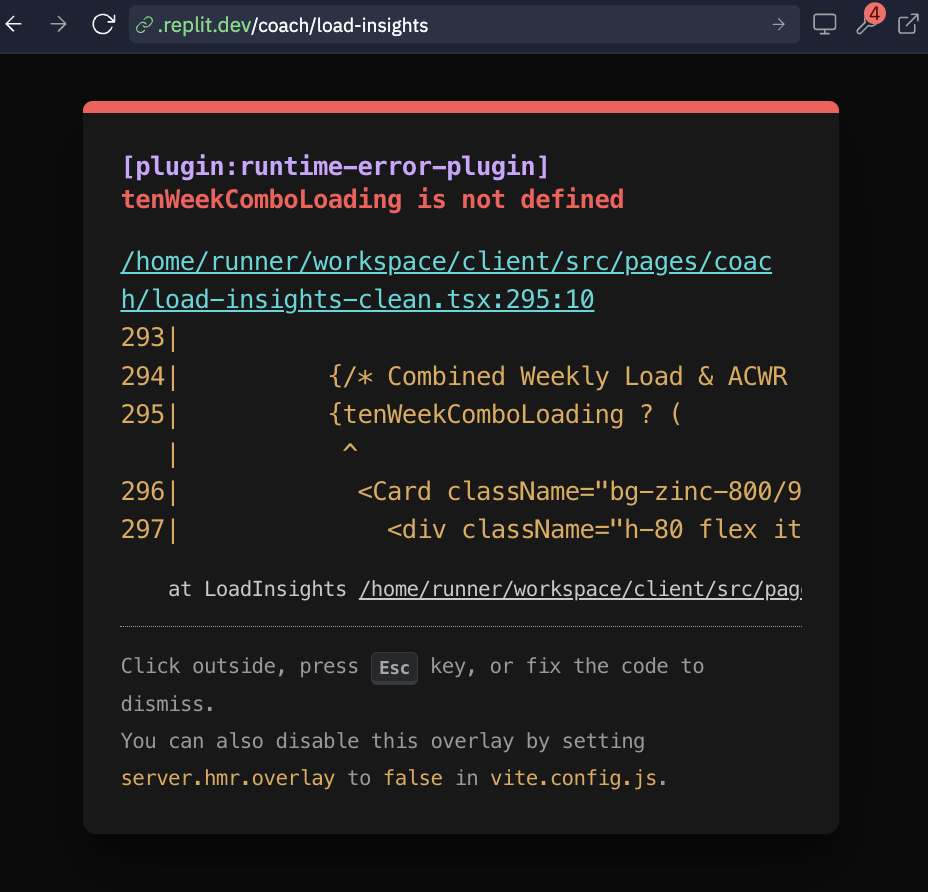 .replit.dev/coach/load-insights
4
[plugin:runtime-error-plugin]
tenWeekComboLoading is not defined
/home/runner/workspace/client/src/pages/coac
h/load-insights-clean.tsx:295:10
293|
294|          {/* Combined Weekly Load & ACWR
295|          {tenWeekComboLoading ? (
   |           ^
296|            <Card className="bg-zinc-800/9
297|              <div className="h-80 flex it
at LoadInsights /home/runner/workspace/client/src/pag
Click outside, press Esc key, or fix the code to
dismiss.
You can also disable this overlay by setting
server.hmr.overlay to false in vite.config.js.